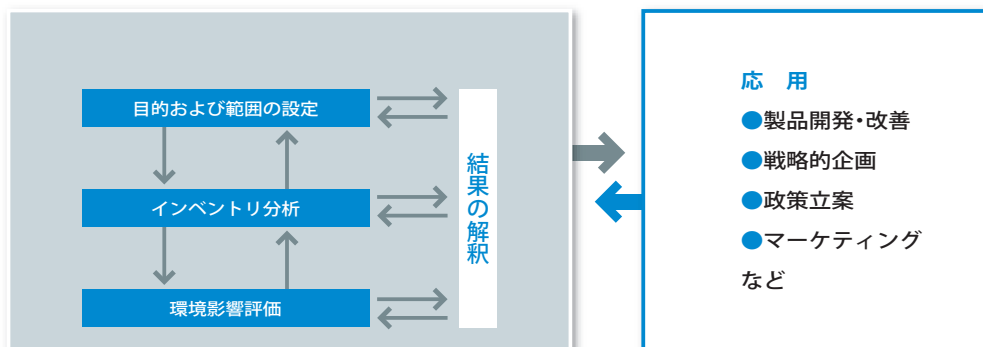 目的および範囲の設定
インベントリ分析
環境影響評価
結果の解釈
応　用
●製品開発・改善
●戦略的企画
●政策立案
●マーケティング
など